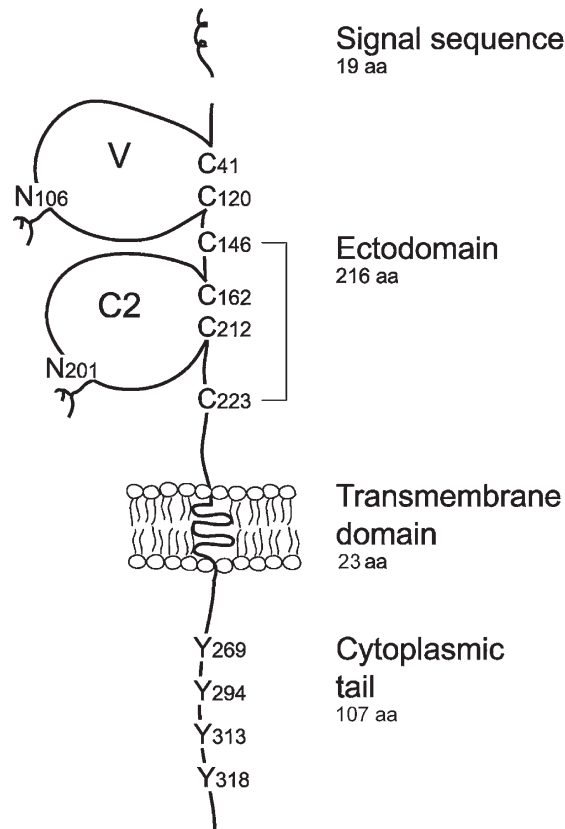 Signal sequence
19 aa
V
C41
N106
C120
C146
Ectodomain
216 aa
C2
C162
C212
N201
C223
Transmembrane
domain
23 aa
Y269
Cytoplasmic
tail
107 aa
Y294
Y313
Y318